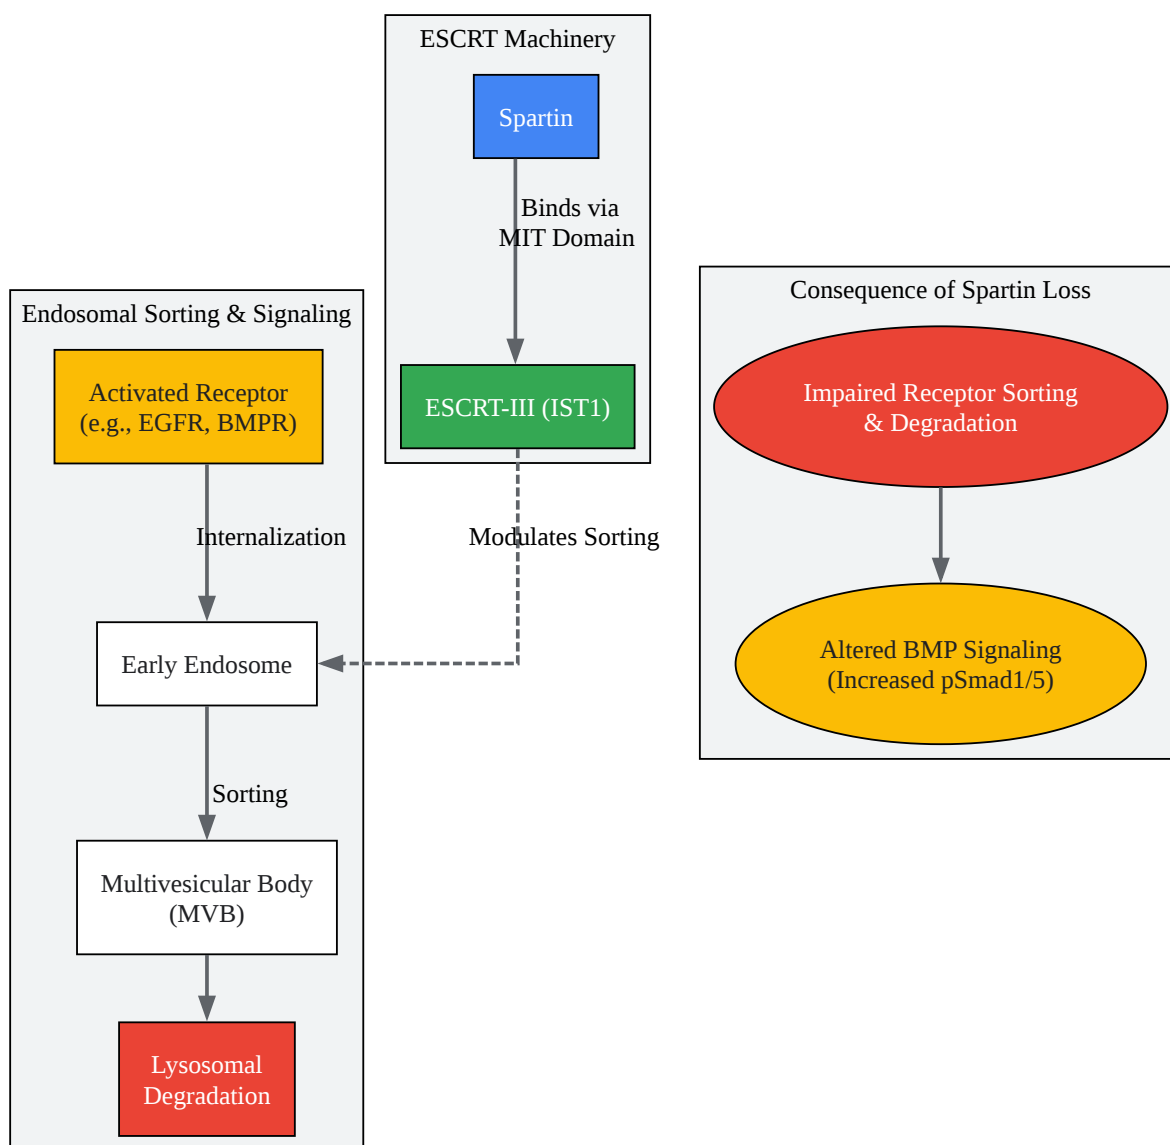 ESCRT Machinery
Spartin
Binds via
MIT Domain
ESCRT-III (IST1)
Modulates Sorting
Endosomal Sorting & Signaling
Activated Receptor
(e.g., EGFR, BMPR)
Internalization
Early Endosome
Sorting
Multivesicular Body
(MVB)
Lysosomal
Degradation
Consequence of Spartin Loss
Impaired Receptor Sorting
& Degradation
Altered BMP Signaling
(Increased pSmad1/5)